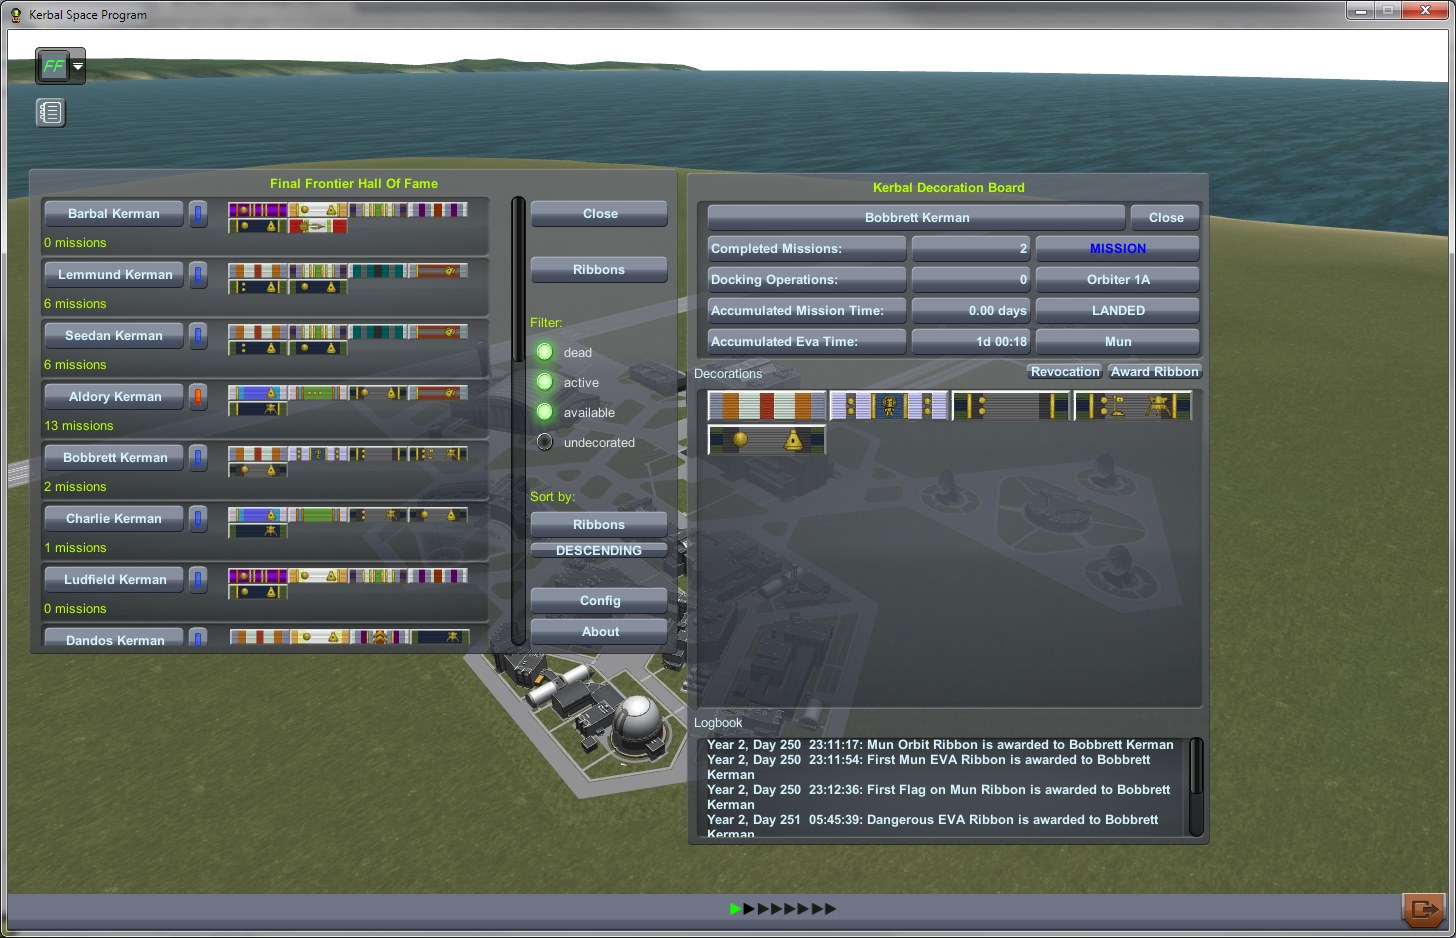 Kerbal Space Program
FF
Final Frontier Hall Of Fame
Barbal Kerman
0 missions
Lemmund Kerman
6 missions
Seedan Kerman
6 missions
Aldory Kerman
13 missions
Bobbrett Kerman
2 missions
Charlie Kerman
1 missions
Ludfield Kerman
0 missions
Dandos Kerman
Close
Ribbons
Filter:
dead
active
available
undecorated
Sort by:
Ribbons
DESCENDING
Config
About
Kerbal Decoration Board
Bobbrett Kerman Close
Completed Missions: 2 MISSION
Docking Operations: 0 Orbiter 1A
Accumulated Mission Time: 0.00 days LANDED
Accumulated Eva Time: 1d 00:18 Mun
Decorations Revocation Award Ribbon
Logbook
Year 2, Day 250 23:11:17: Mun Orbit Ribbon is awarded to Bobbrett Kerman
Year 2, Day 250 23:11:54: First Mun EVA Ribbon is awarded to Bobbrett
Kerman
Year 2, Day 250 23:12:36: First Flag on Mun Ribbon is awarded to Bobbrett
Kerman
Year 2, Day 251 05:45:39: Dangerous EVA Ribbon is awarded to Bobbrett
Kerman